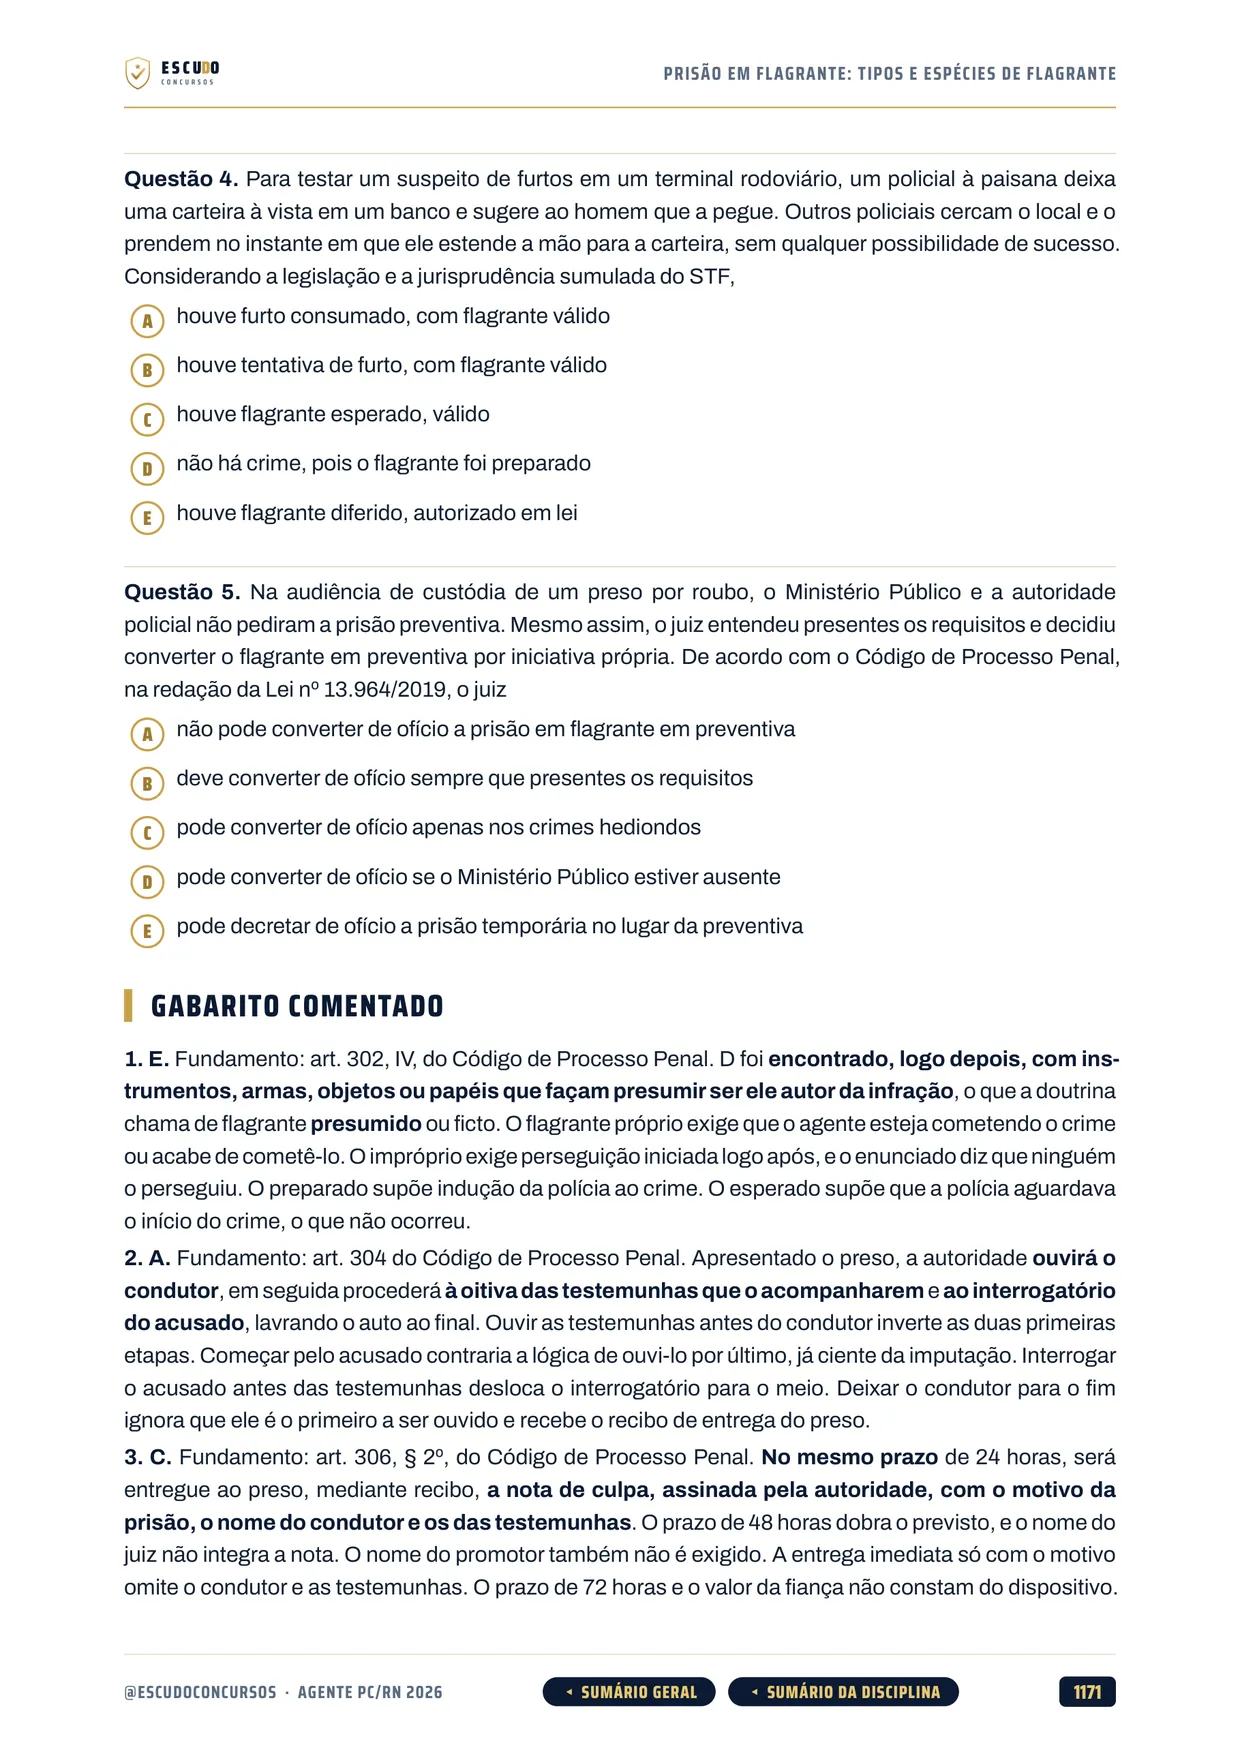 ESCUDO
CONCURSOS
PRISÃO EM FLAGRANTE: TIPOS E ESPÉCIES DE FLAGRANTE
Questão 4. Para testar um suspeito de furtos em um terminal rodoviário, um policial à paisana deixa
uma carteira à vista em um banco e sugere ao homem que a pegue. Outros policiais cercam o local e o
prendem no instante em que ele estende a mão para a carteira, sem qualquer possibilidade de sucesso.
Considerando a legislação e a jurisprudência sumulada do STF,
A houve furto consumado, com flagrante válido
B houve tentativa de furto, com flagrante válido
C houve flagrante esperado, válido
D não há crime, pois o flagrante foi preparado
E houve flagrante diferido, autorizado em lei
Questão 5. Na audiência de custódia de um preso por roubo, o Ministério Público e a autoridade
policial não pediram a prisão preventiva. Mesmo assim, o juiz entendeu presentes os requisitos e decidiu
converter o flagrante em preventiva por iniciativa própria. De acordo com o Código de Processo Penal,
na redação da Lei nº 13.964/2019, o juiz
A não pode converter de ofício a prisão em flagrante em preventiva
B deve converter de ofício sempre que presentes os requisitos
C pode converter de ofício apenas nos crimes hediondos
D pode converter de ofício se o Ministério Público estiver ausente
E pode decretar de ofício a prisão temporária no lugar da preventiva
GABARITO COMENTADO
1. E. Fundamento: art. 302, IV, do Código de Processo Penal. D foi encontrado, logo depois, com ins-
trumentos, armas, objetos ou papéis que façam presumir ser ele autor da infração, o que a doutrina
chama de flagrante presumido ou ficto. O flagrante próprio exige que o agente esteja cometendo o crime
ou acabe de cometê-lo. O impróprio exige perseguição iniciada logo após, e o enunciado diz que ninguém
o perseguiu. O preparado supõe indução da polícia ao crime. O esperado supõe que a polícia aguardava
o início do crime, o que não ocorreu.
2. A. Fundamento: art. 304 do Código de Processo Penal. Apresentado o preso, a autoridade ouvirá o
condutor, em seguida procederá à oitiva das testemunhas que o acompanharem e ao interrogatório
do acusado, lavrando o auto ao final. Ouvir as testemunhas antes do condutor inverte as duas primeiras
etapas. Começar pelo acusado contraria a lógica de ouvi-lo por último, já ciente da imputação. Interrogar
o acusado antes das testemunhas desloca o interrogatório para o meio. Deixar o condutor para o fim
ignora que ele é o primeiro a ser ouvido e recebe o recibo de entrega do preso.
3. C. Fundamento: art. 306, § 2º, do Código de Processo Penal. No mesmo prazo de 24 horas, será
entregue ao preso, mediante recibo, a nota de culpa, assinada pela autoridade, com o motivo da
prisão, o nome do condutor e os das testemunhas. O prazo de 48 horas dobra o previsto, e o nome do
juiz não integra a nota. O nome do promotor também não é exigido. A entrega imediata só com o motivo
omite o condutor e as testemunhas. O prazo de 72 horas e o valor da fiança não constam do dispositivo.
@ESCUDOCONCURSOS · AGENTE PC/RN 2026
SUMÁRIO GERAL
SUMÁRIO DA DISCIPLINA
1171